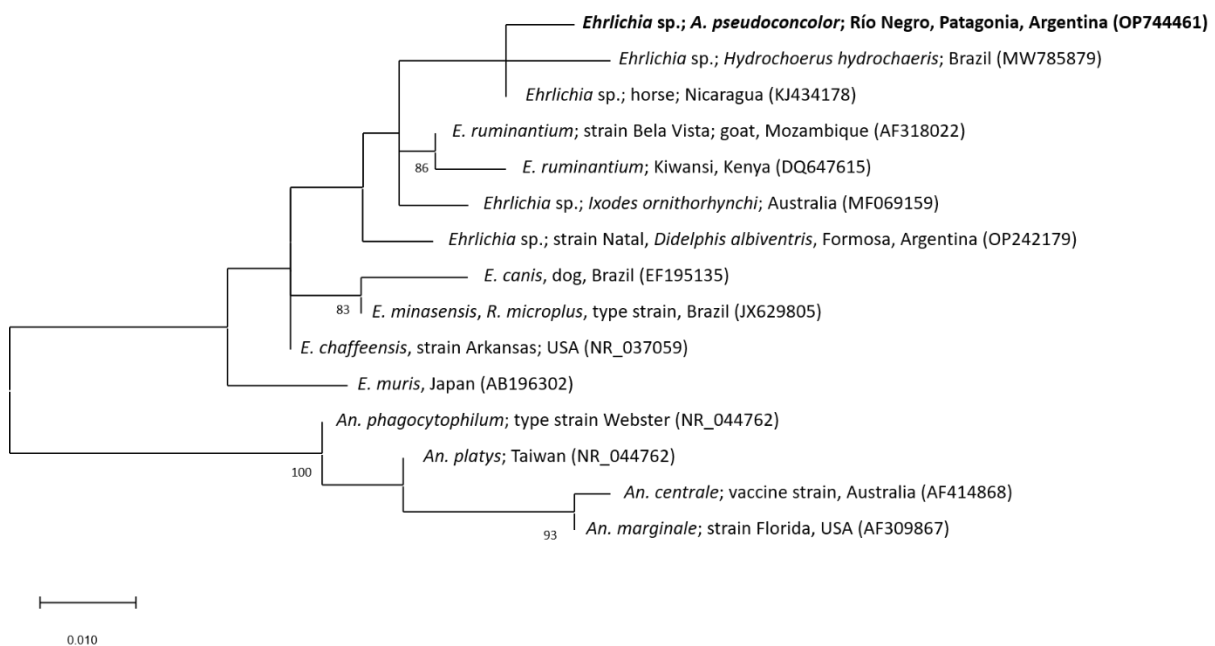 Ehrlichia sp.; A. pseudoconcolor; Río Negro, Patagonia, Argentina (OP744461)
Ehrlichia sp.; Hydrochoerus hydrochaeris; Brazil (MW785879)
Ehrlichia sp.; horse; Nicaragua (KJ434178)
E. ruminantium; strain Bela Vista; goat, Mozambique (AF318022)
86
E. ruminantium; Kiwansi, Kenya (DQ647615)
Ehrlichia sp.; Ixodes ornithorhynchi; Australia (MF069159)
Ehrlichia sp.; strain Natal, Didelphis albiventris, Formosa, Argentina (OP242179)
E. canis, dog, Brazil (EF195135)
83
E. minasensis, R. microplus, type strain, Brazil (JX629805)
E. chaffeensis, strain Arkansas; USA (NR_037059)
E. muris, Japan (AB196302)
An. phagocytophilum; type strain Webster (NR_044762)
An. platys; Taiwan (NR_044762)
100
An. centrale; vaccine strain, Australia (AF414868)
An. marginale; strain Florida, USA (AF309867)
93
0.010